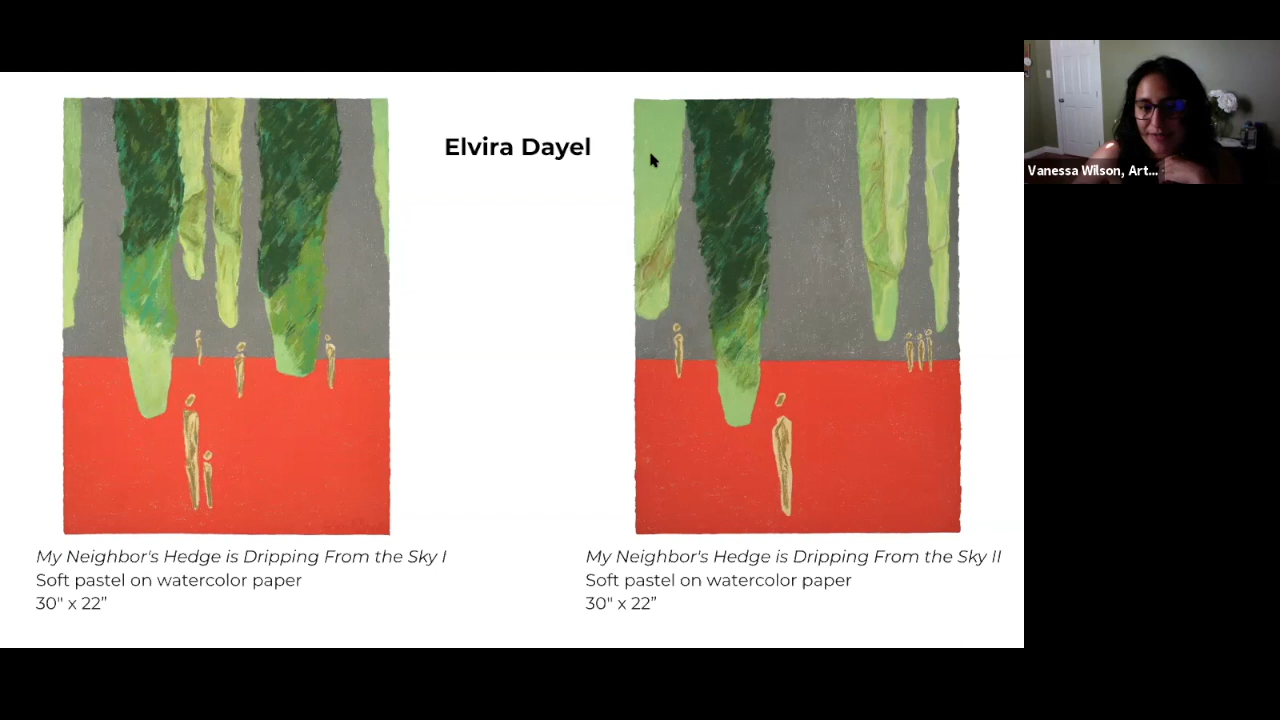 Elvira Dayel
Vanessa Wilson, Art...
My Neighbor's Hedge is Dripping From the Sky I
Soft pastel on watercolor paper
30" x 22”
My Neighbor's Hedge is Dripping From the Sky II
Soft pastel on watercolor paper
30" x 22”